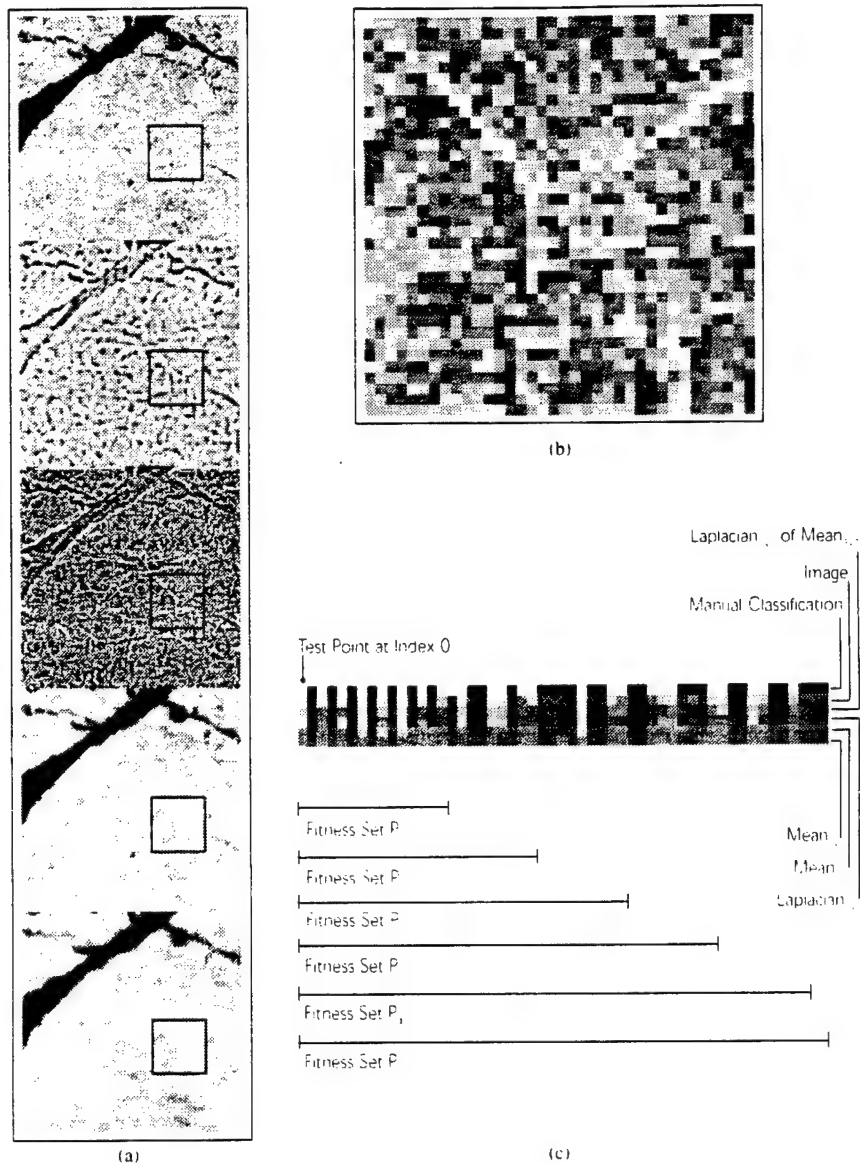 (b)
Laplacian of Mean
Image
Manual Classification
Test Point at Index 0
Fitness Set P
Mean
Fitness Set P
Mean
Laplacian
Fitness Set P
Fitness Set P
Fitness Set P
Fitness Set P
(a)
(c)